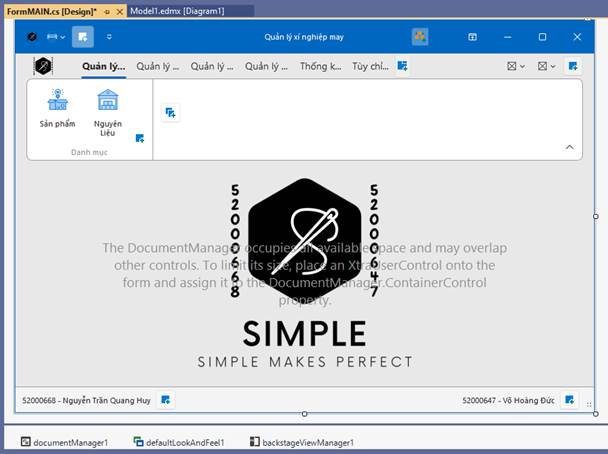 FormMAIN.cs [Design]*
Model1.edmx [Diagram1]
Quản lý xí nghiệp may
Quản lý...
Quản lý ...
Quản lý ...
Quản lý ...
Thống k...
Tùy chỉ...
Sản phẩm
Nguyên
Liệu
Danh mục
52000668
52000647
The DocumentManager occupies all available space and may overlap
other controls. To limit its size, place an XtraUserControl onto the
form and assign it to the DocumentManager.ContainerControl
property.
SIMPLE
SIMPLE MAKES PERFECT
52000668 - Nguyễn Trần Quang Huy
52000647 - Võ Hoàng Đức
documentManager1
defaultLookAndFeel1
backstageViewManager1